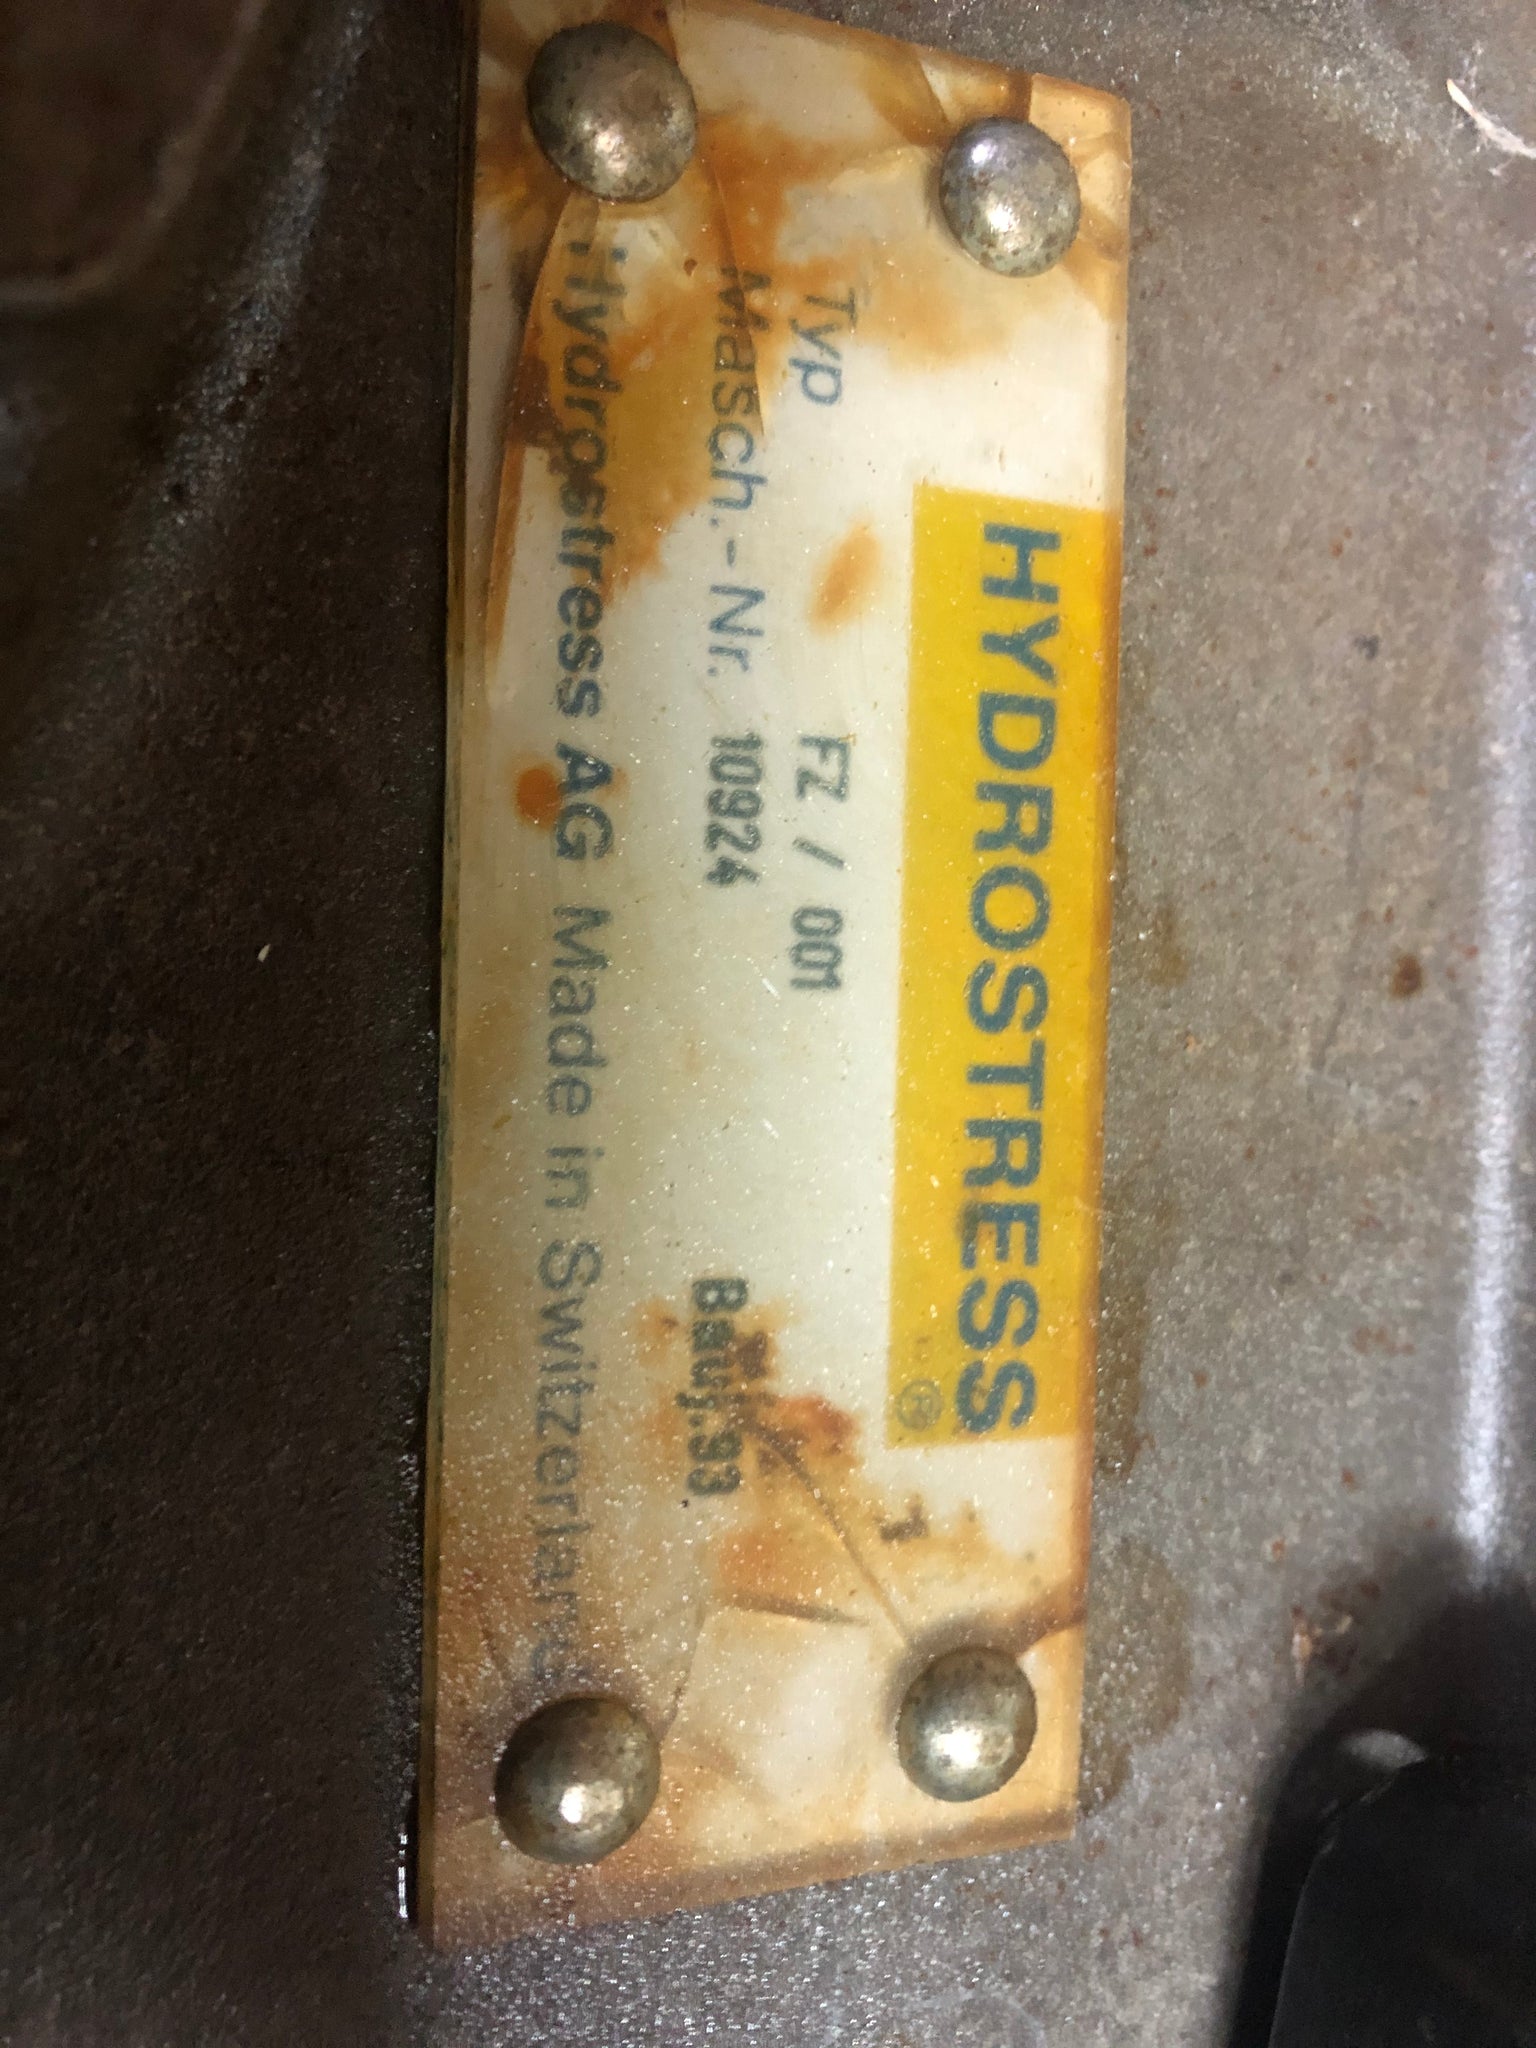 HYDROSTRESS
®
Typ FZ / 001
Masch.-Nr. 10924 Bauj.93
Hydrostress AG Made in Switzerland